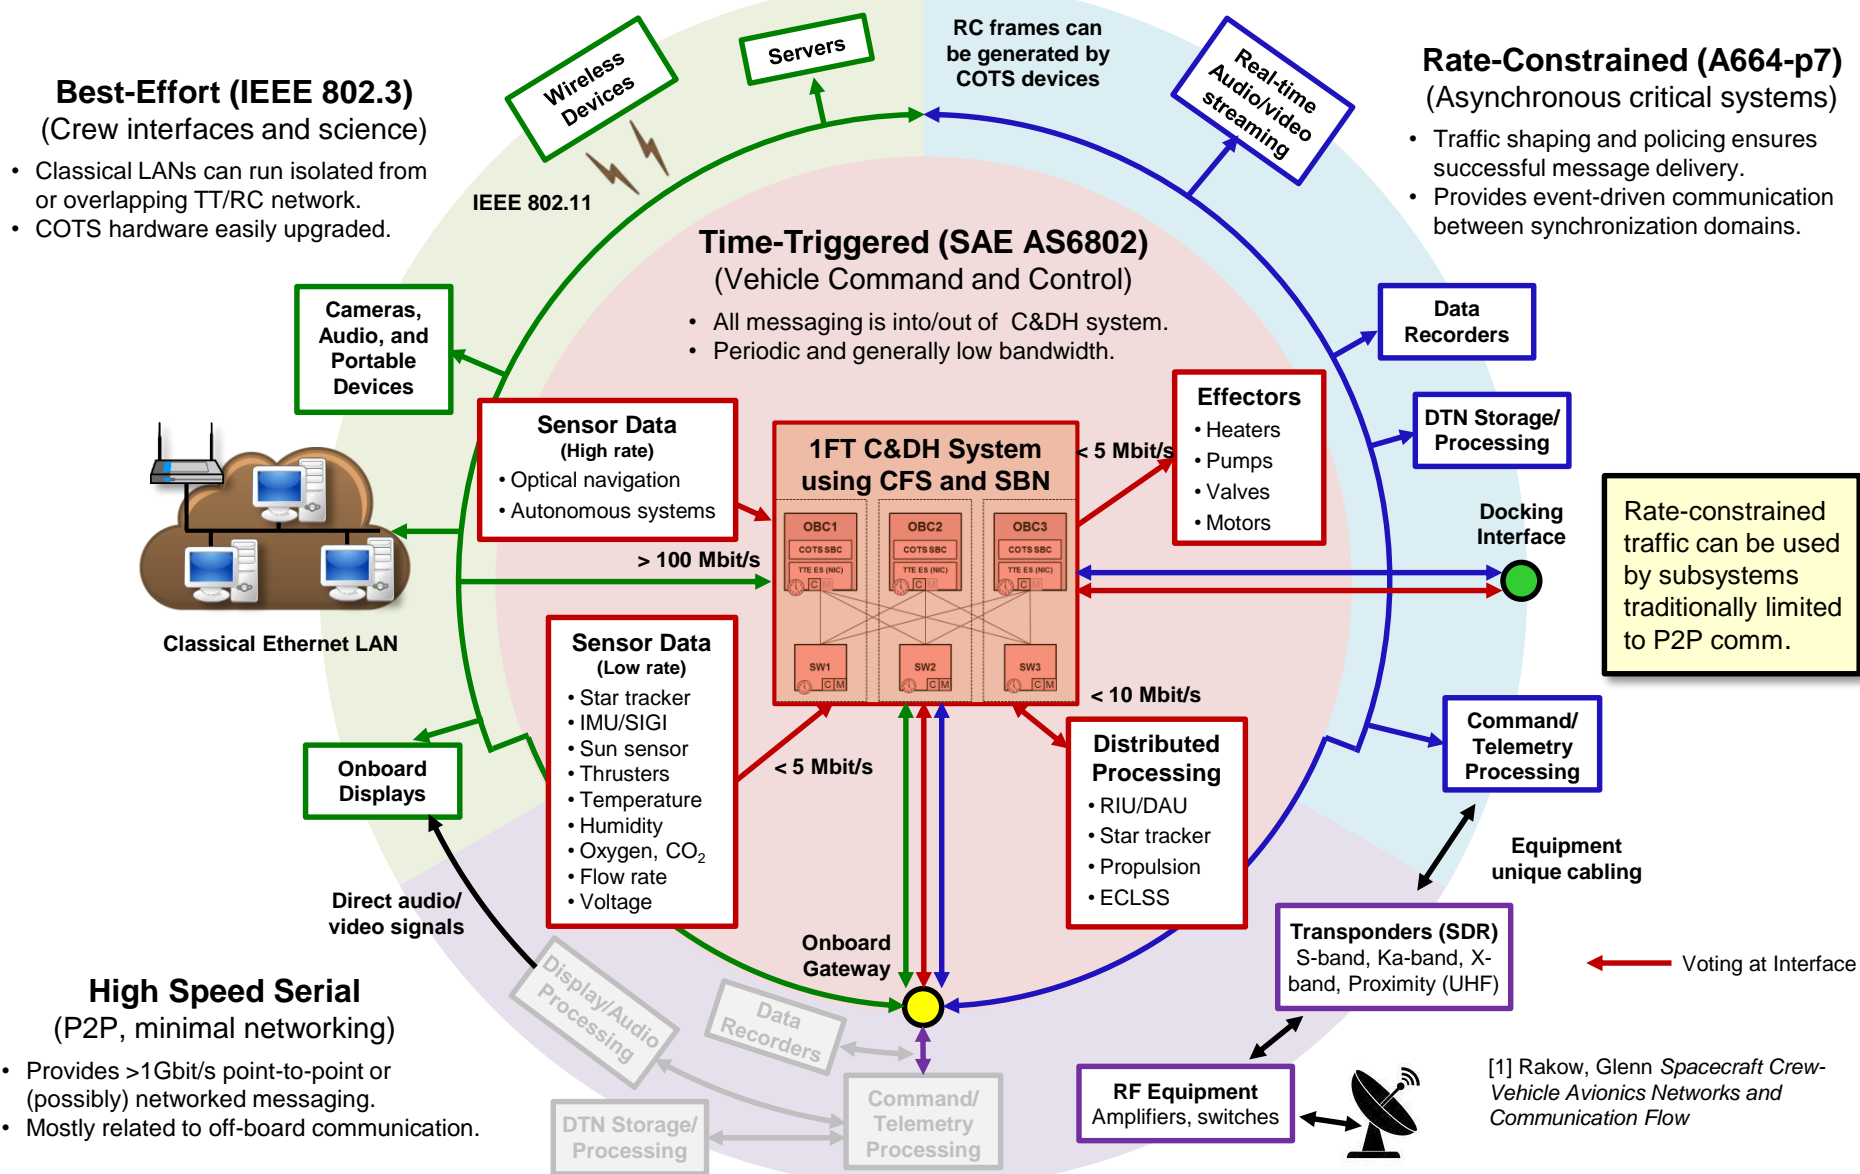 Best-Effort (IEEE 802.3)
(Crew interfaces and science)
• Classical LANs can run isolated from
or overlapping TT/RC network.
• COTS hardware easily upgraded.
Wireless
Devices
Servers
IEEE 802.11
RC frames can
be generated by
COTS devices
Real-time
Audio/video
streaming
Rate-Constrained (A664-p7)
(Asynchronous critical systems)
• Traffic shaping and policing ensures
successful message delivery.
• Provides event-driven communication
between synchronization domains.
Time-Triggered (SAE AS6802)
(Vehicle Command and Control)
• All messaging is into/out of C&DH system.
• Periodic and generally low bandwidth.
Cameras,
Audio, and
Portable
Devices
Data
Recorders
DTN Storage/
Processing
Sensor Data
(High rate)
• Optical navigation
• Autonomous systems
1FT C&DH System
using CFS and SBN
< 5 Mbit/s
Effectors
• Heaters
• Pumps
• Valves
• Motors
OBC1
COTS SBC
TTE ES (NIC)
C M
OBC2
COTS SBC
TTE ES (NIC)
C M
OBC3
COTS SBC
TTE ES (NIC)
C M
SW1
C M
SW2
C M
SW3
C M
> 100 Mbit/s
Docking
Interface
Rate-constrained
traffic can be used
by subsystems
traditionally limited
to P2P comm.
Classical Ethernet LAN
Sensor Data
(Low rate)
• Star tracker
• IMU/SIGI
• Sun sensor
• Thrusters
• Temperature
• Humidity
• Oxygen, CO2
• Flow rate
• Voltage
< 5 Mbit/s
< 10 Mbit/s
Distributed
Processing
• RIU/DAU
• Star tracker
• Propulsion
• ECLSS
Command/
Telemetry
Processing
Onboard
Displays
Equipment
unique cabling
Direct audio/
video signals
Onboard
Gateway
Transponders (SDR)
S-band, Ka-band, X-
band, Proximity (UHF)
Voting at Interface
High Speed Serial
(P2P, minimal networking)
• Provides >1Gbit/s point-to-point or
(possibly) networked messaging.
• Mostly related to off-board communication.
Display/Audio
Processing
Data
Recorders
DTN Storage/
Processing
Command/
Telemetry
Processing
RF Equipment
Amplifiers, switches
[1] Rakow, Glenn Spacecraft Crew-
Vehicle Avionics Networks and
Communication Flow